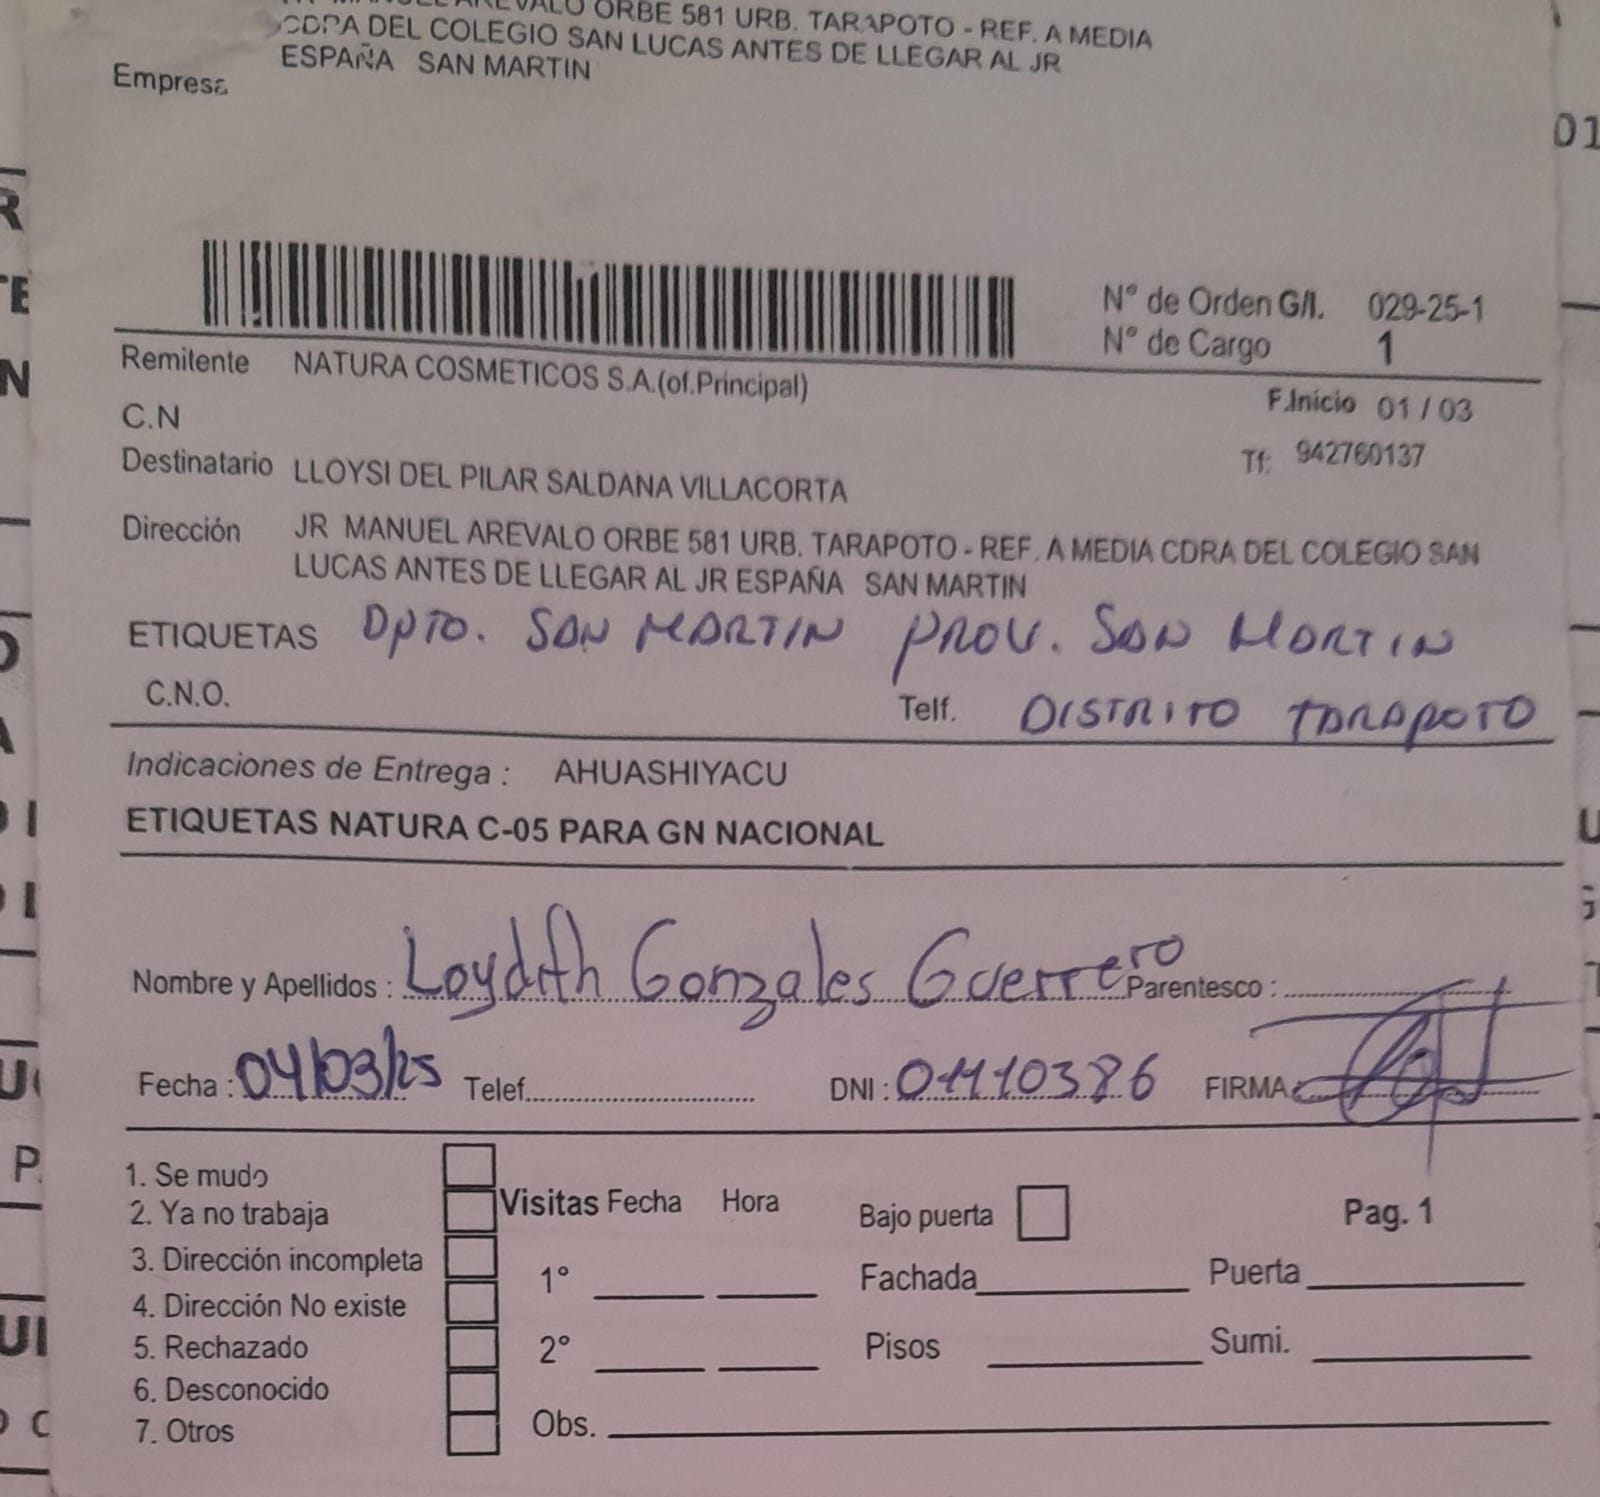 MANUEL AREVALO ORBE 581 URB. TARAPOTO - REF. A MEDIA
CDRA DEL COLEGIO SAN LUCAS ANTES DE LLEGAR AL JR
ESPAÑA SAN MARTIN
Empresa
01
N° de Orden G/I. 029-25-1
N° de Cargo 1
Remitente NATURA COSMETICOS S.A.(of.Principal)
F.Inicio 01 / 03
C.N
Tf: 942760137
Destinatario LLOYSI DEL PILAR SALDANA VILLACORTA
Dirección JR MANUEL AREVALO ORBE 581 URB. TARAPOTO - REF. A MEDIA CDRA DEL COLEGIO SAN
LUCAS ANTES DE LLEGAR AL JR ESPAÑA SAN MARTIN
ETIQUETAS DPTO. SAN MARTIN PROV. SAN MARTIN
C.N.O. Telf. DISTRITO TARAPOTO
Indicaciones de Entrega : AHUASHIYACU
ETIQUETAS NATURA C-05 PARA GN NACIONAL
Nombre y Apellidos : Loydith Gonzales Guerrero Parentesco :
Fecha : 04/03/25 Telef. DNI : 01110386 FIRMA:
1. Se mudo
2. Ya no trabaja
3. Dirección incompleta
4. Dirección No existe
5. Rechazado
6. Desconocido
7. Otros
Visitas Fecha Hora
1°
2°
Obs.
Bajo puerta Pag. 1
Fachada Puerta
Pisos Sumi.